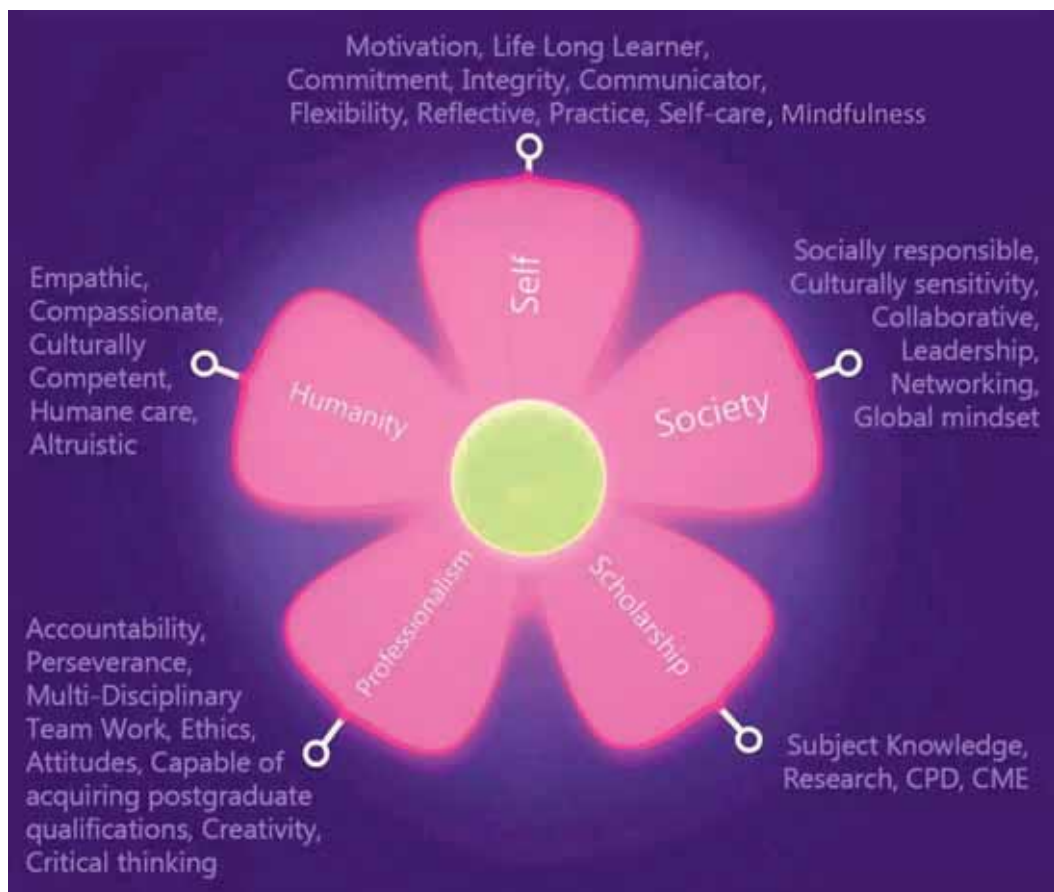 Motivation, Life Long Learner,
Commitment, Integrity, Communicator,
Flexibility, Reflective, Practice, Self-care, Mindfulness
Self
Socially responsible,
Culturally sensitivity,
Collaborative,
Leadership,
Networking,
Global mindset
Society
Empathic,
Compassionate,
Culturally
Competent,
Humane care,
Altruistic
Humanity
Professionalism
Scholarship
Accountability,
Perseverance,
Multi-Disciplinary
Team Work, Ethics,
Attitudes, Capable of
acquiring postgraduate
qualifications, Creativity,
Critical thinking
Subject Knowledge,
Research, CPD, CME